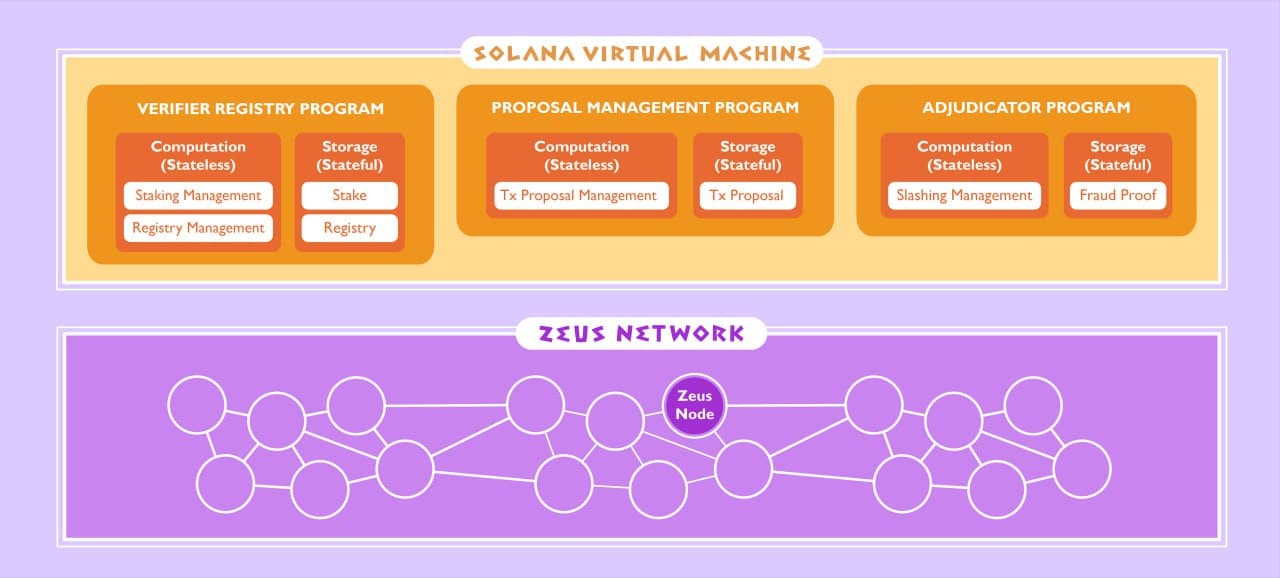 SOLANA VIRTUAL MACHINE
VERIFIER REGISTRY PROGRAM
Computation
(Stateless)
Staking Management
Registry Management
Storage
(Stateful)
Stake
Registry
PROPOSAL MANAGEMENT PROGRAM
Computation
(Stateless)
Tx Proposal Management
Storage
(Stateful)
Tx Proposal
ADJUDICATOR PROGRAM
Computation
(Stateless)
Slashing Management
Storage
(Stateful)
Fraud Proof
ZEUS NETWORK
Zeus
Node